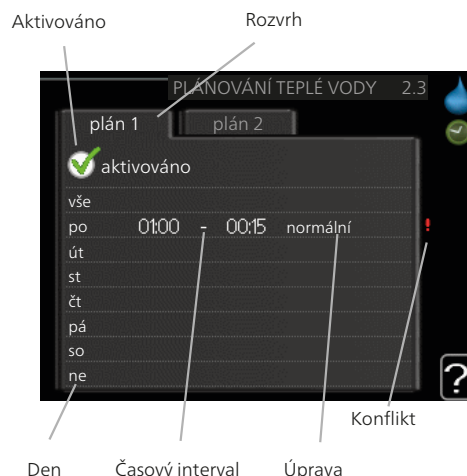 Aktivováno
Rozvrh
PLÁNOVÁNÍ TEPLÉ VODY 2.3
plán 1
plán 2
aktivováno
vše
po 01:00 - 00:15 normální !
út
st
čt
pá
so
ne
?
Konflikt
Den
Časový interval
Úprava